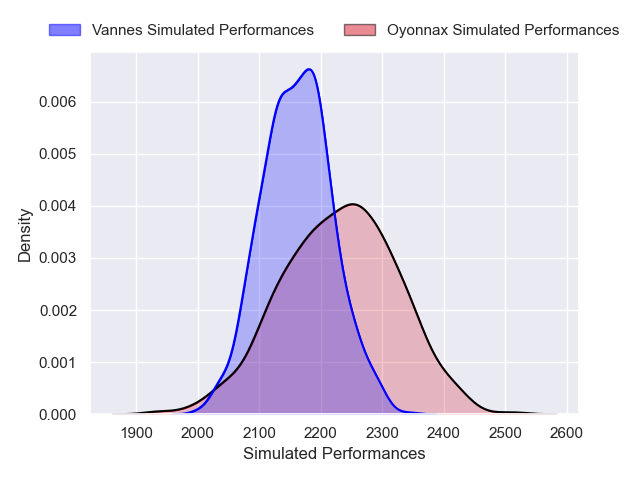 Vannes Simulated Performances
Oyonnax Simulated Performances
0.006
0.005
0.004
0.003
0.002
0.001
0.000
Density
1900 2000 2100 2200 2300 2400 2500 2600
Simulated Performances